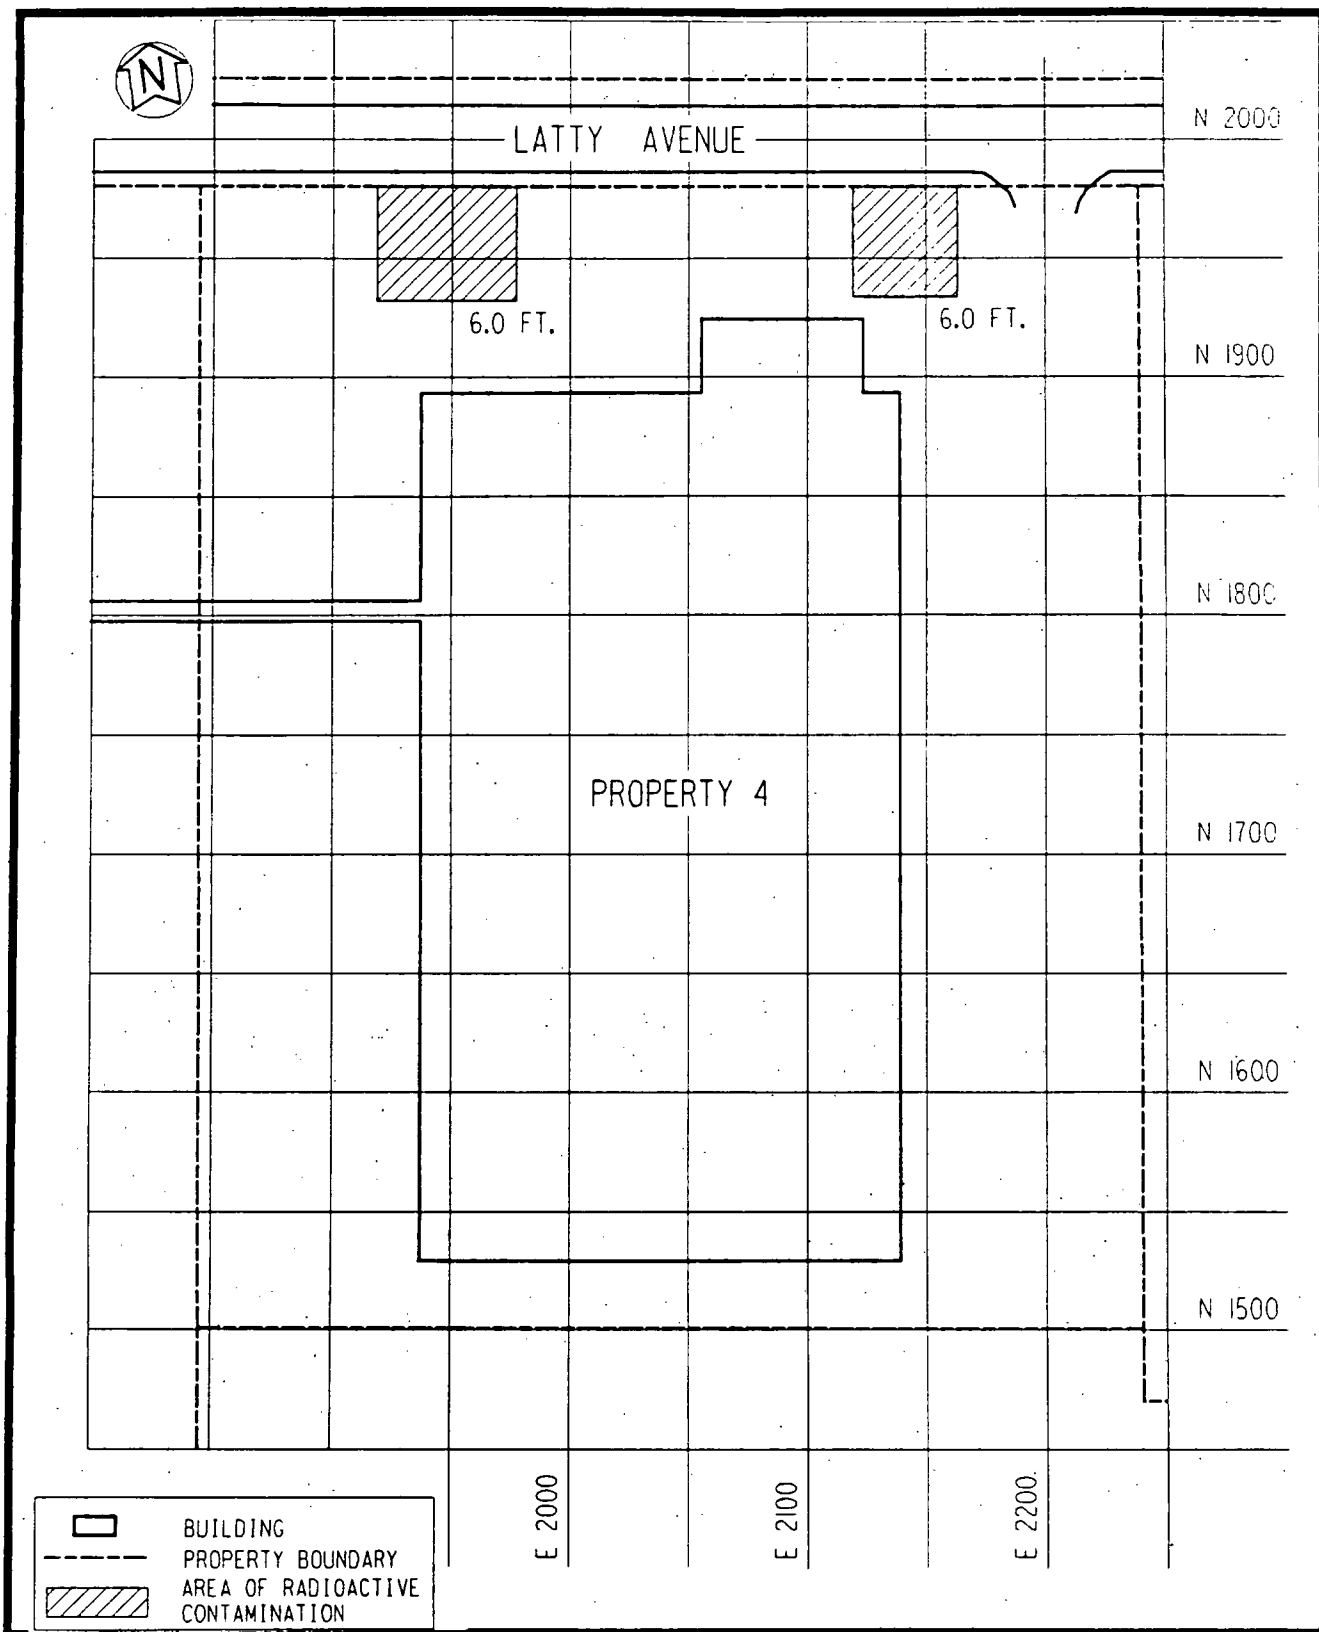 N
N 2000
LATTY AVENUE
6.0 FT.
6.0 FT.
N 1900
N 1800
PROPERTY 4
N 1700
N 1600
N 1500
E 2000
E 2100
E 2200
BUILDING
PROPERTY BOUNDARY
AREA OF RADIOACTIVE
CONTAMINATION